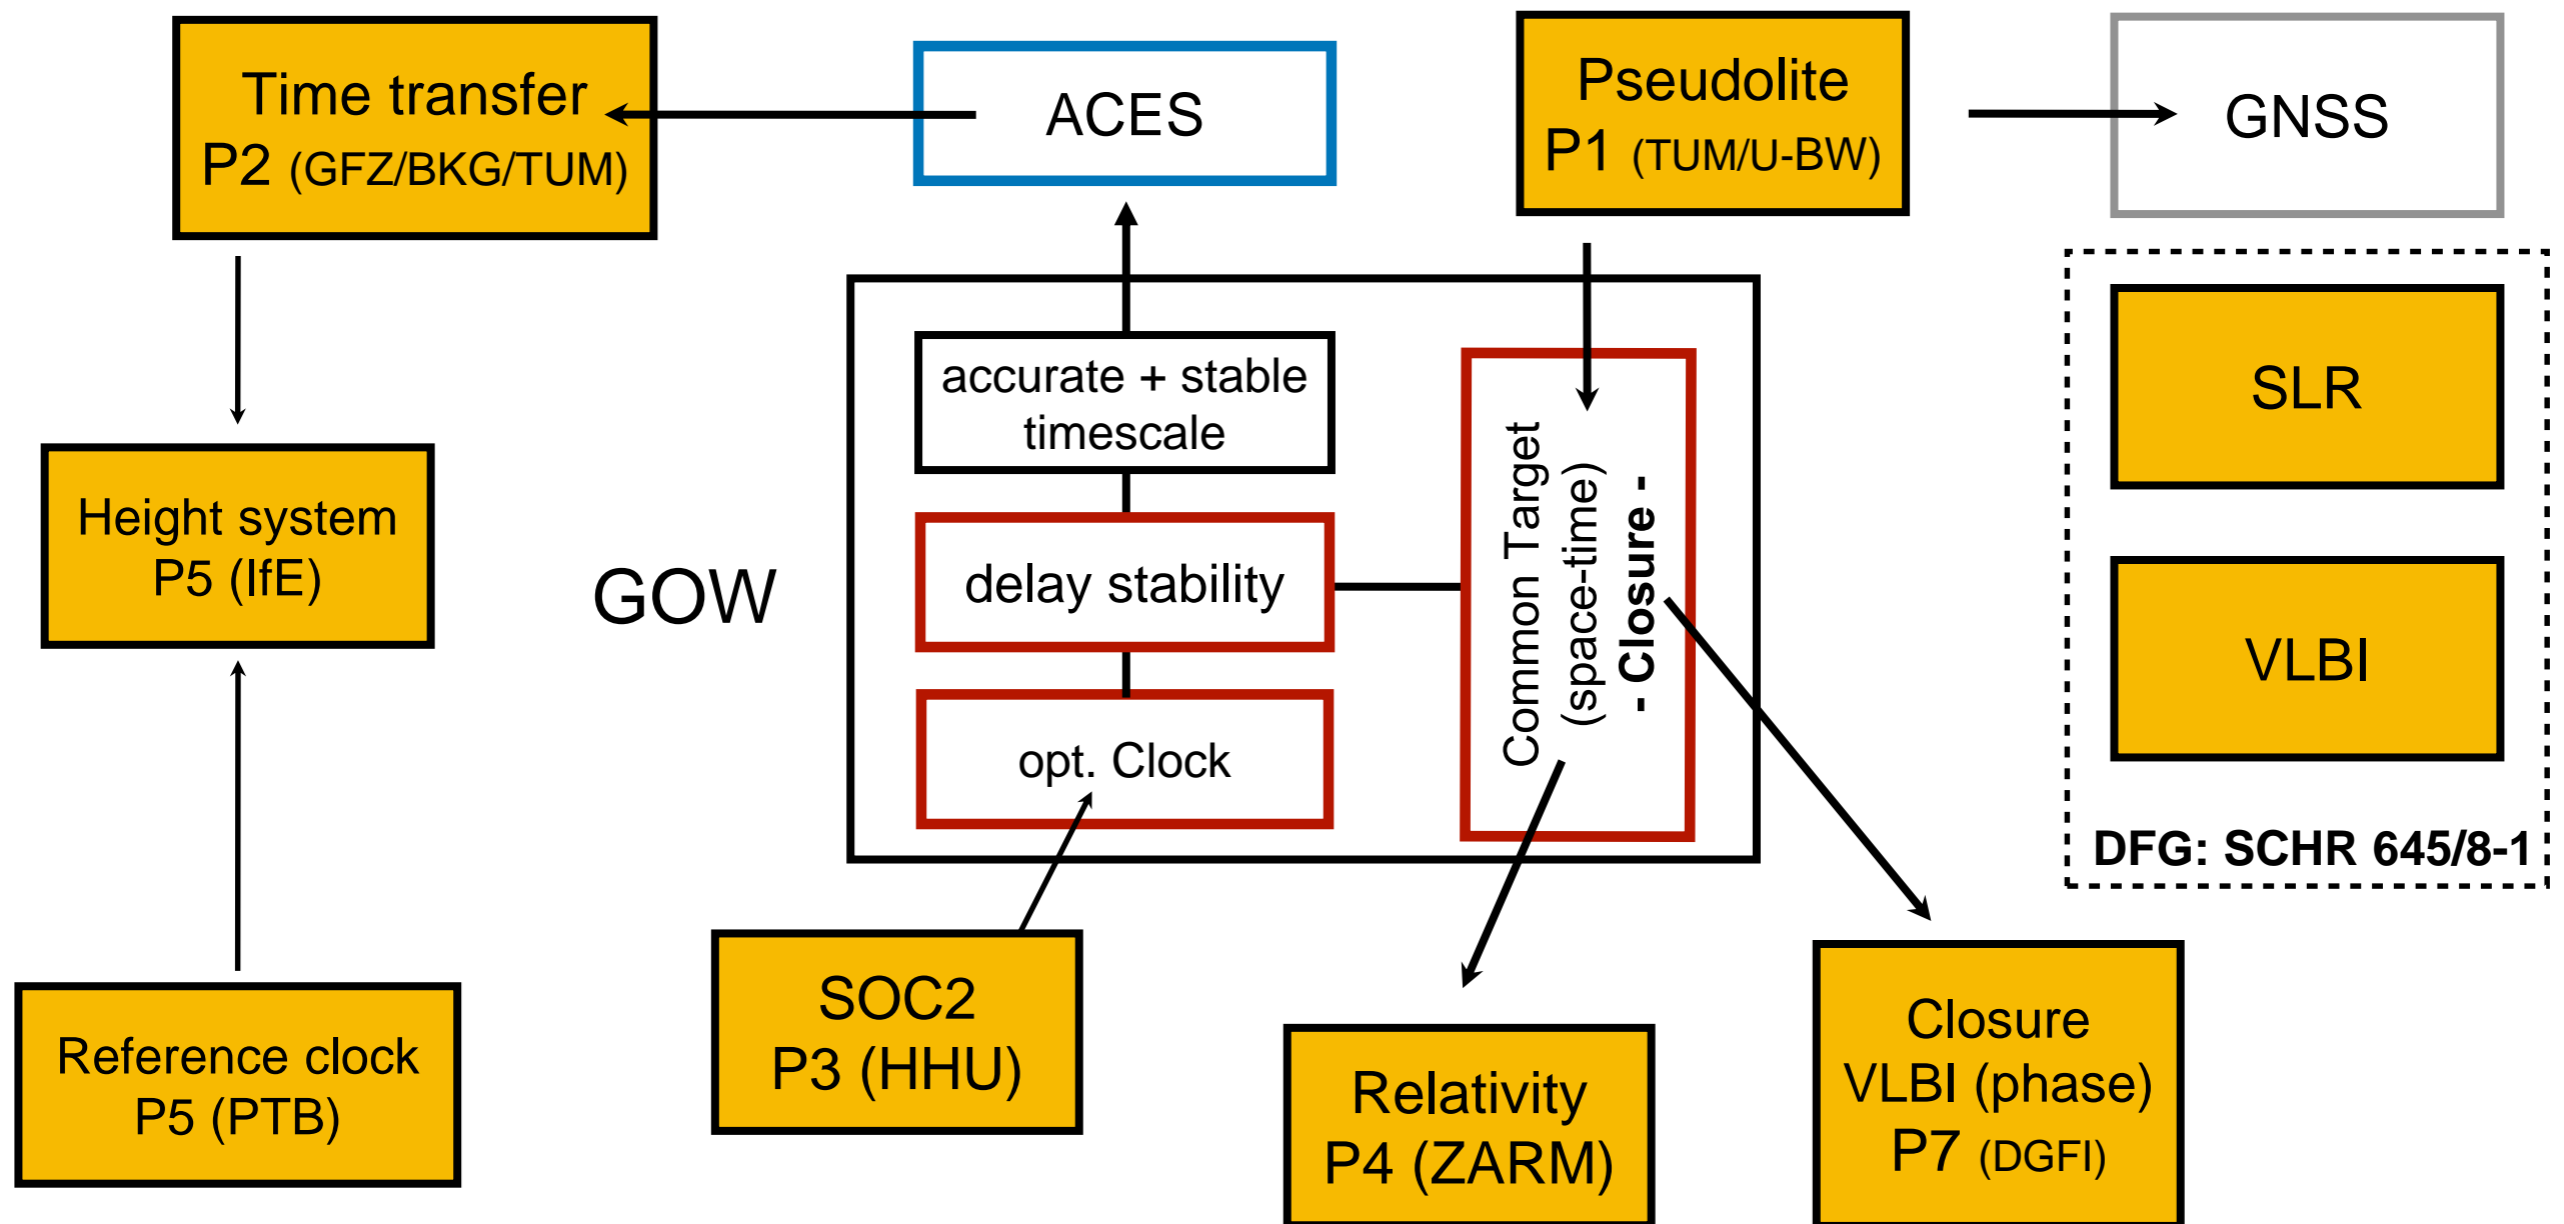 Time transfer
P2 (GFZ/BKG/TUM)
ACES
Pseudolite
P1 (TUM/U-BW)
GNSS
accurate + stable
timescale
delay stability
opt. Clock
Common Target
(space-time)
- Closure -
GOW
Height system
P5 (IfE)
SLR
VLBI
DFG: SCHR 645/8-1
Reference clock
P5 (PTB)
SOC2
P3 (HHU)
Relativity
P4 (ZARM)
Closure
VLBI (phase)
P7 (DGFI)